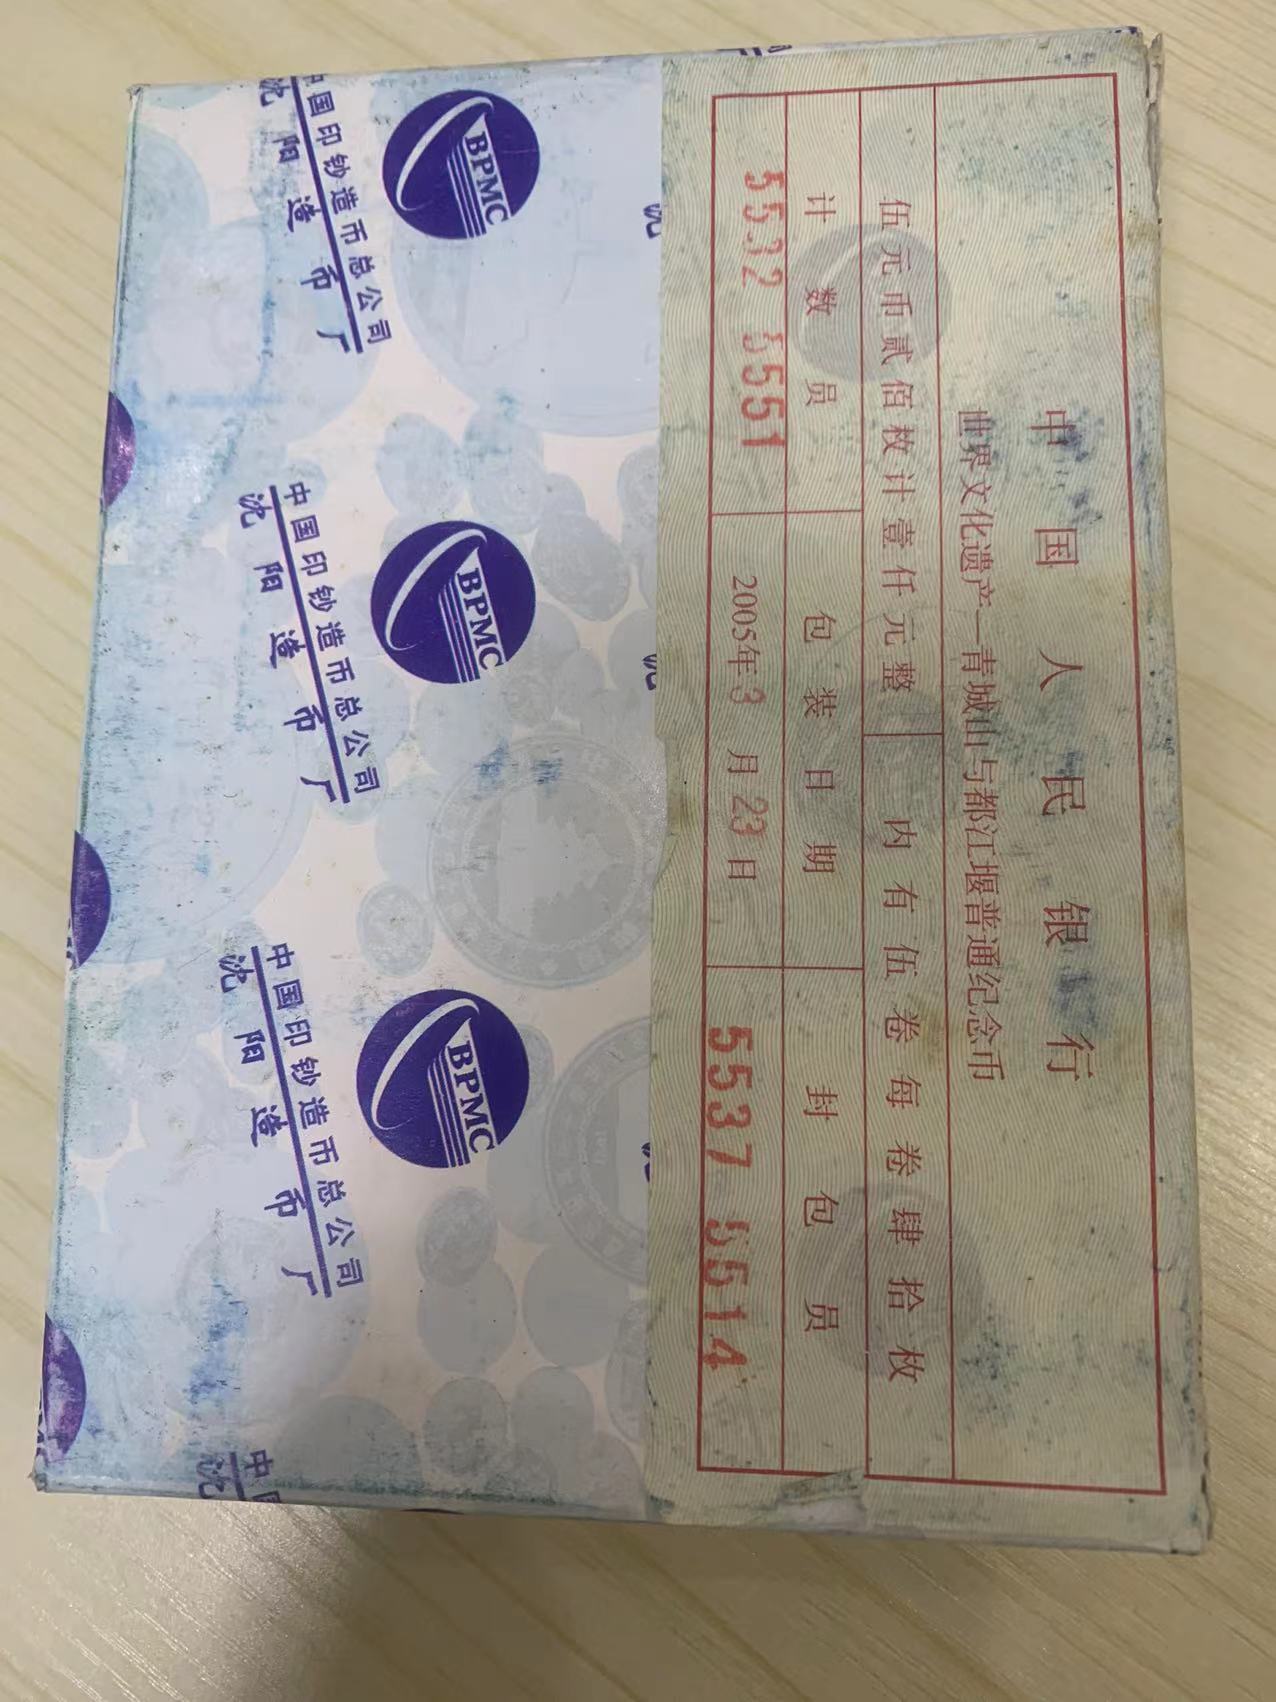 中国人民银行
世界文化遗产—青城山与都江堰普通纪念币
伍元币贰佰枚计壹仟元整 内有伍卷每卷肆拾枚
计数员 包装日期 封包员
5532 5551 2005年3月23日 5537 5514
BPMC
中国印钞造币总公司
沈阳造币厂
BPMC
中国印钞造币总公司
沈阳造币厂
BPMC
中国印钞造币总公司
沈阳造币厂
中国
沈
沈
沈